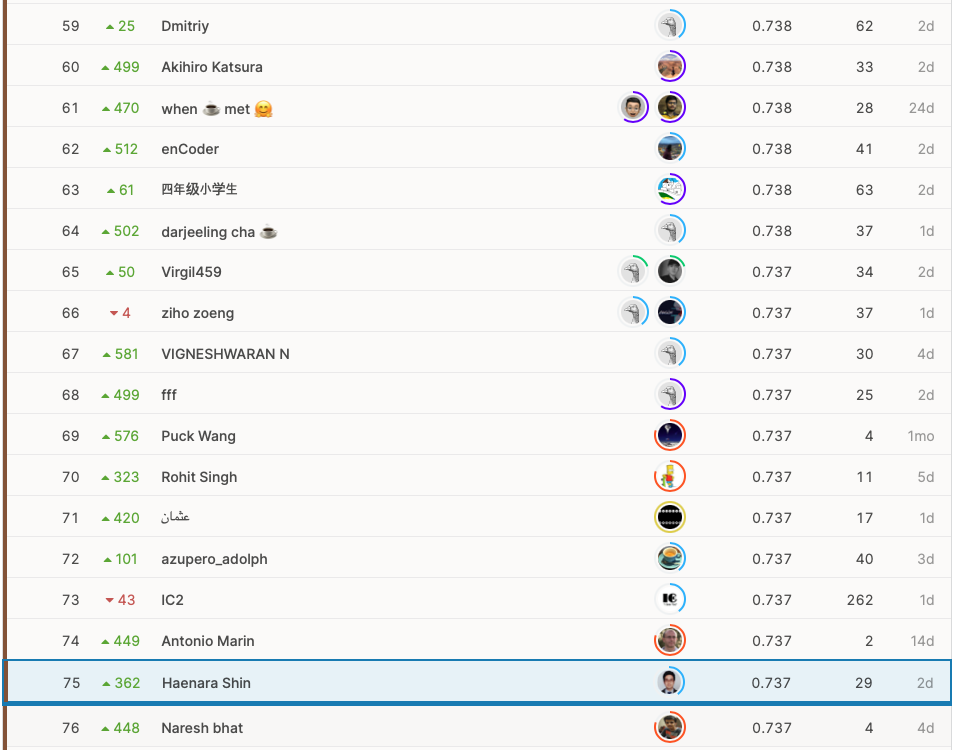 59 ▲ 25 Dmitriy 0.738 62 2d
60 ▲ 499 Akihiro Katsura 0.738 33 2d
61 ▲ 470 when ☕ met 🤗 0.738 28 24d
62 ▲ 512 enCoder 0.738 41 2d
63 ▲ 61 四年级小学生 0.738 63 2d
64 ▲ 502 darjeeling cha ☕ 0.738 37 1d
65 ▲ 50 Virgil459 0.737 34 2d
66 ▼ 4 ziho zoeng 0.737 37 1d
67 ▲ 581 VIGNESHWARAN N 0.737 30 4d
68 ▲ 499 fff 0.737 25 2d
69 ▲ 576 Puck Wang 0.737 4 1mo
70 ▲ 323 Rohit Singh 0.737 11 5d
71 ▲ 420 عثمان 0.737 17 1d
72 ▲ 101 azupero_adolph 0.737 40 3d
73 ▼ 43 IC2 0.737 262 1d
74 ▲ 449 Antonio Marin 0.737 2 14d
75 ▲ 362 Haenara Shin 0.737 29 2d
76 ▲ 448 Naresh bhat 0.737 4 4d